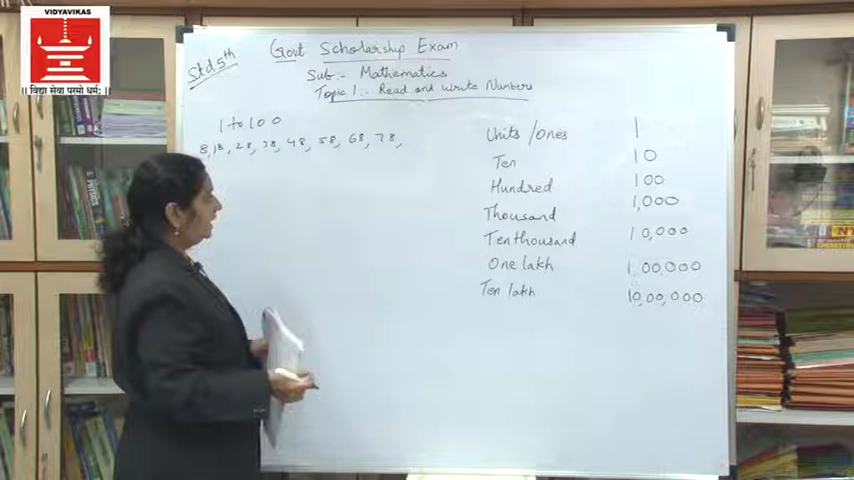 VIDYAVIKAS
|| विद्या सेवा परमो धर्मः ||
Std 5th
Govt Scholarship Exam
Sub:- Mathematics
Topic 1:- Read and write Numbers
1 to 100
8, 18, 28, 38, 48, 58, 68, 78,
Units/ones 1
Ten 10
Hundred 100
Thousand 1,000
Tenthousand 10,000
One lakh 1,00,000
Ten lakh 10,00,000
PHYSICS